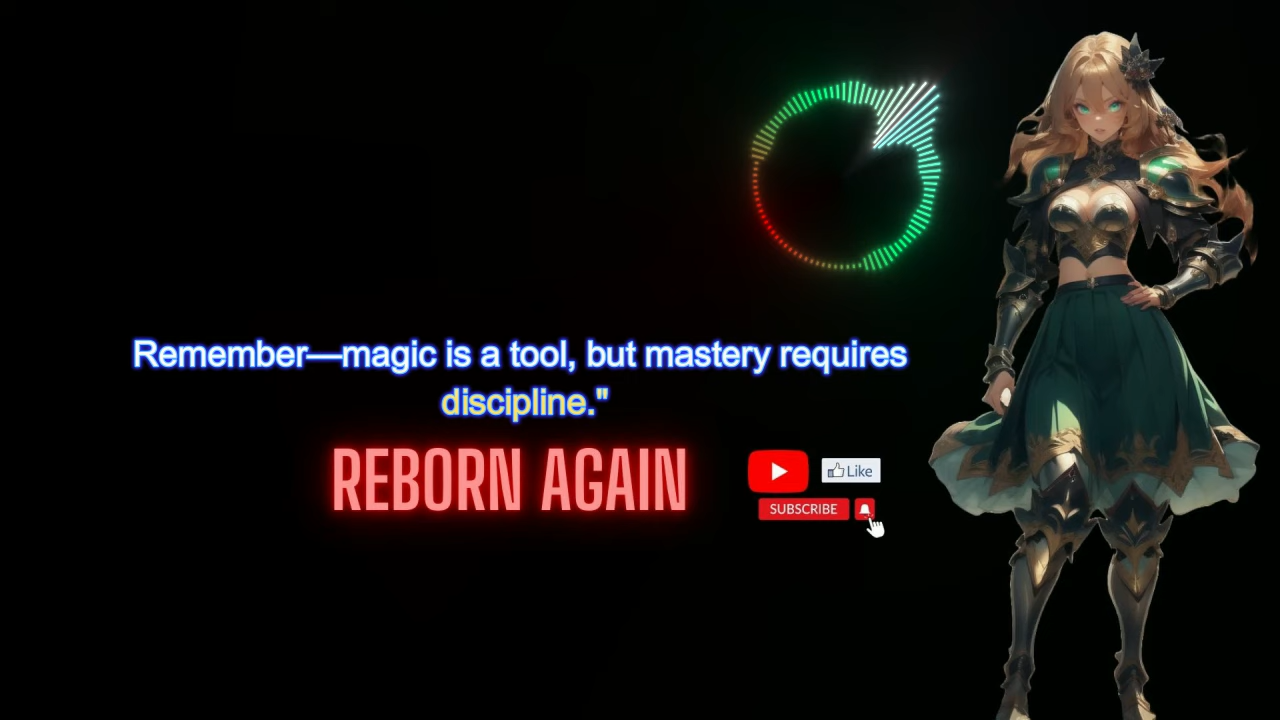 Remember—magic is a tool, but mastery requires
discipline."
REBORN AGAIN
Like
SUBSCRIBE